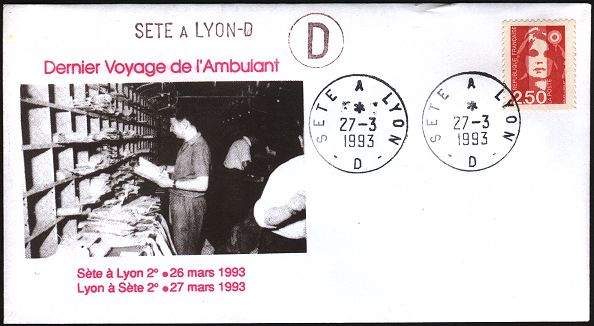 SETE A LYON-D
D
Dernier Voyage de l'Ambulant
SETE A LYON
27-3
1993
- D -
SETE A LYON
27-3
1993
- D -
REPUBLIQUE FRANÇAISE
2,50
LA POSTE
Sète à Lyon 2° • 26 mars 1993
Lyon à Sète 2° • 27 mars 1993